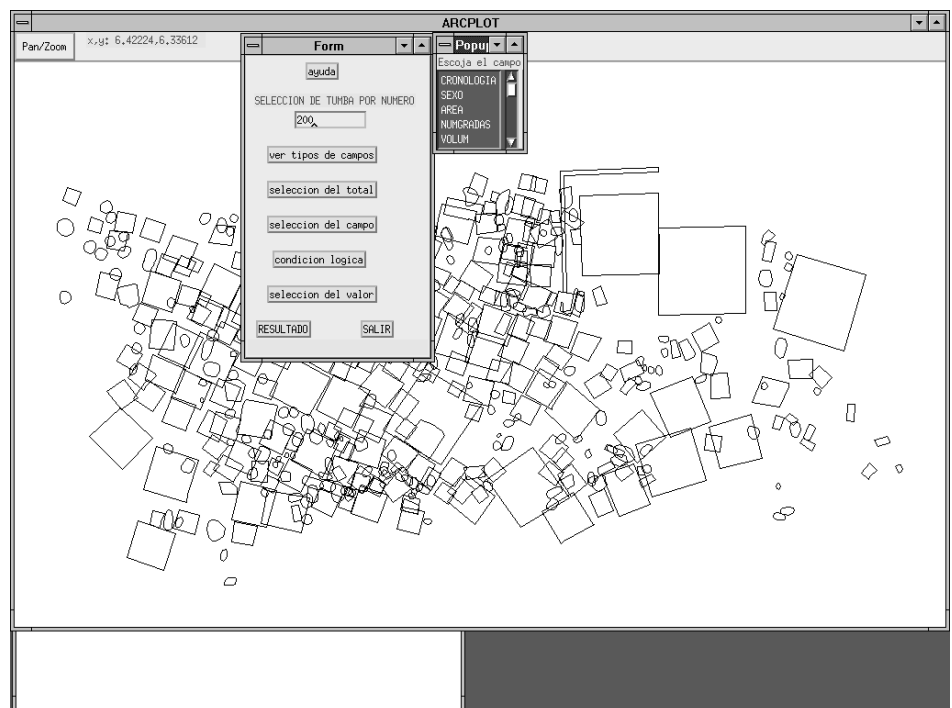 ARCPLOT
Pan/Zoom
x,y: 6.42224,6.33612
Form
ayuda
SELECCION DE TUMBA POR NUMERO
200
ver tipos de campos
seleccion del total
seleccion del campo
condicion logica
seleccion del valor
RESULTADO
SALIR
Popup
Escoja el campo
CRONOLOGIA
SEXO
AREA
NUMGRADAS
VOLUM